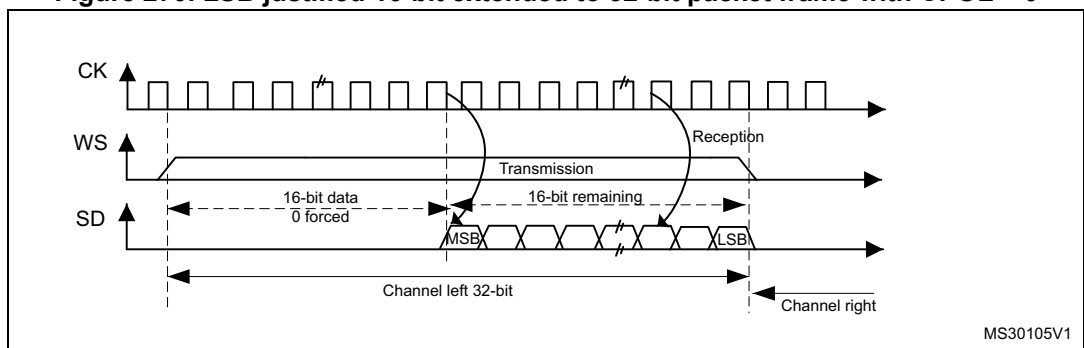 CK
WS
Reception
Transmission
16-bit data
0 forced
16-bit remaining
SD
MSB
LSB
Channel left 32-bit
Channel right
MS30105V1